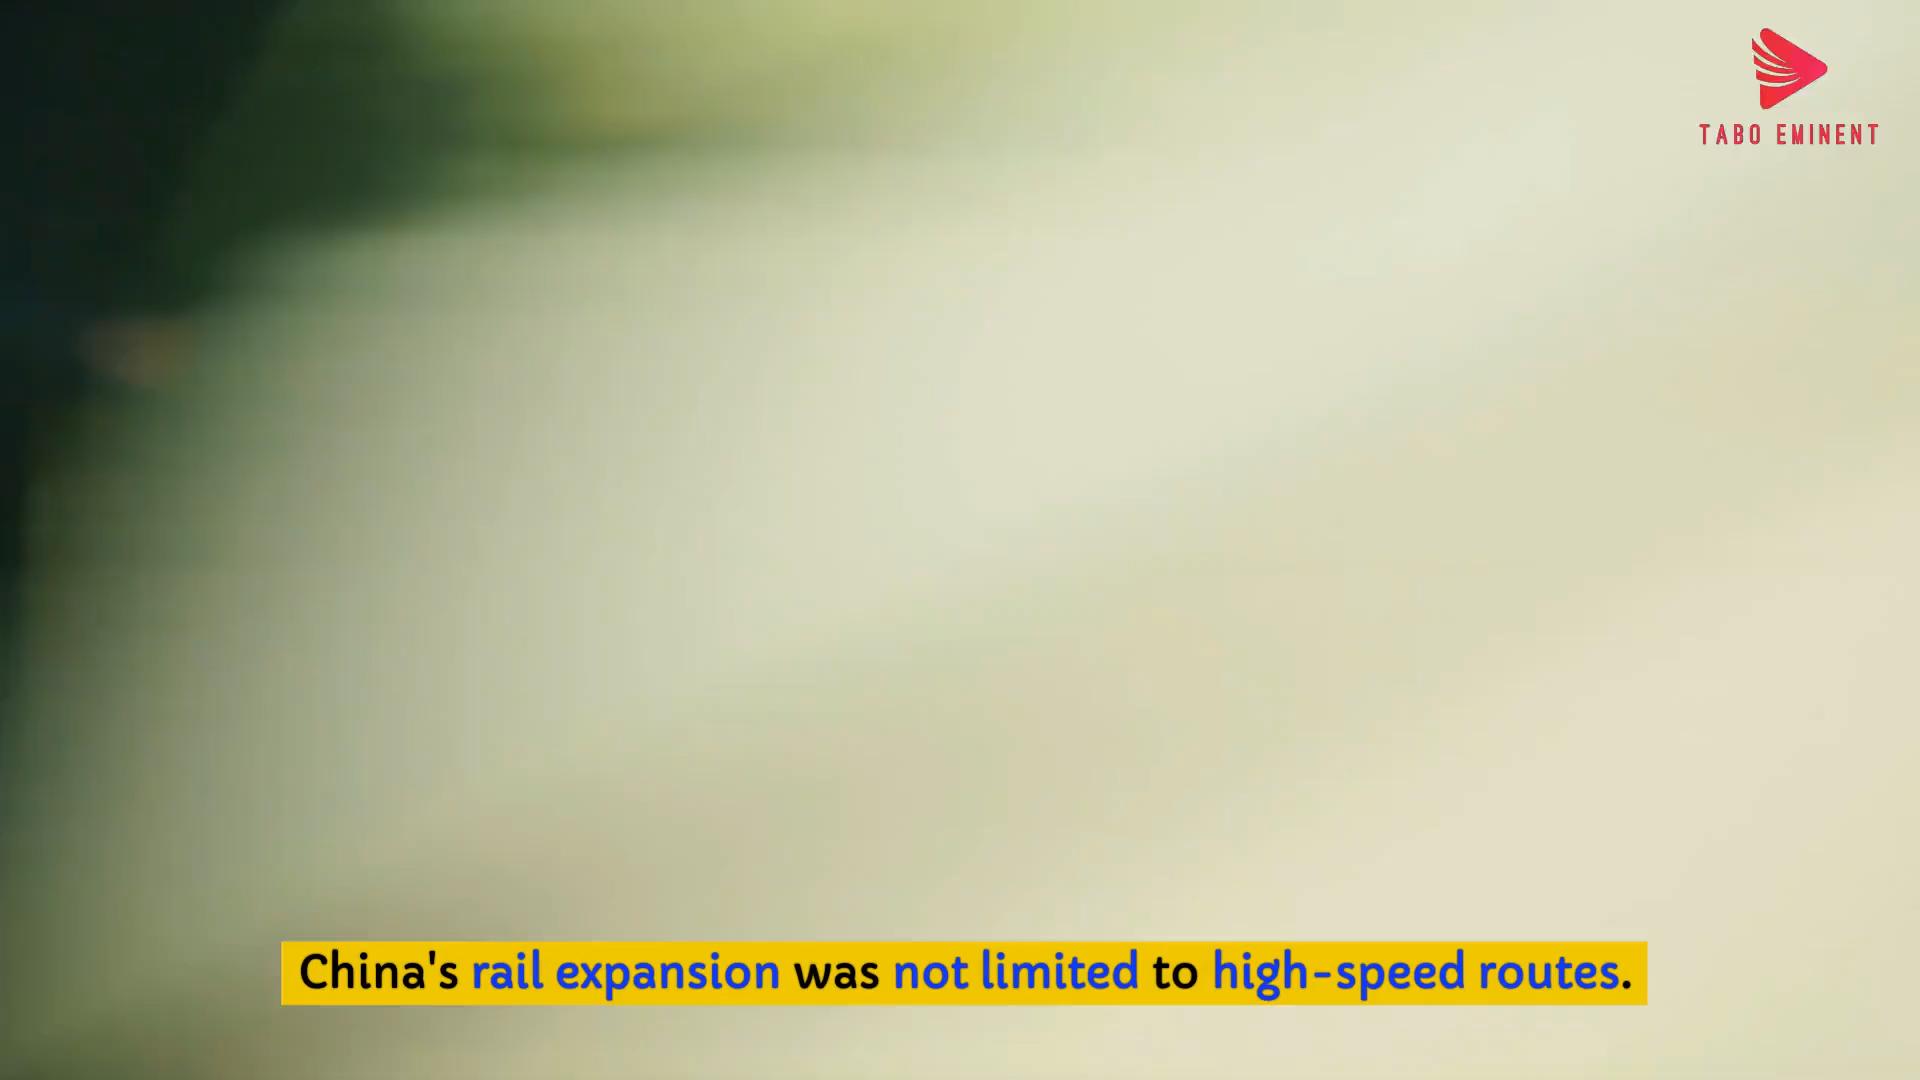 TABO EMINENT
China's rail expansion was not limited to high-speed routes.